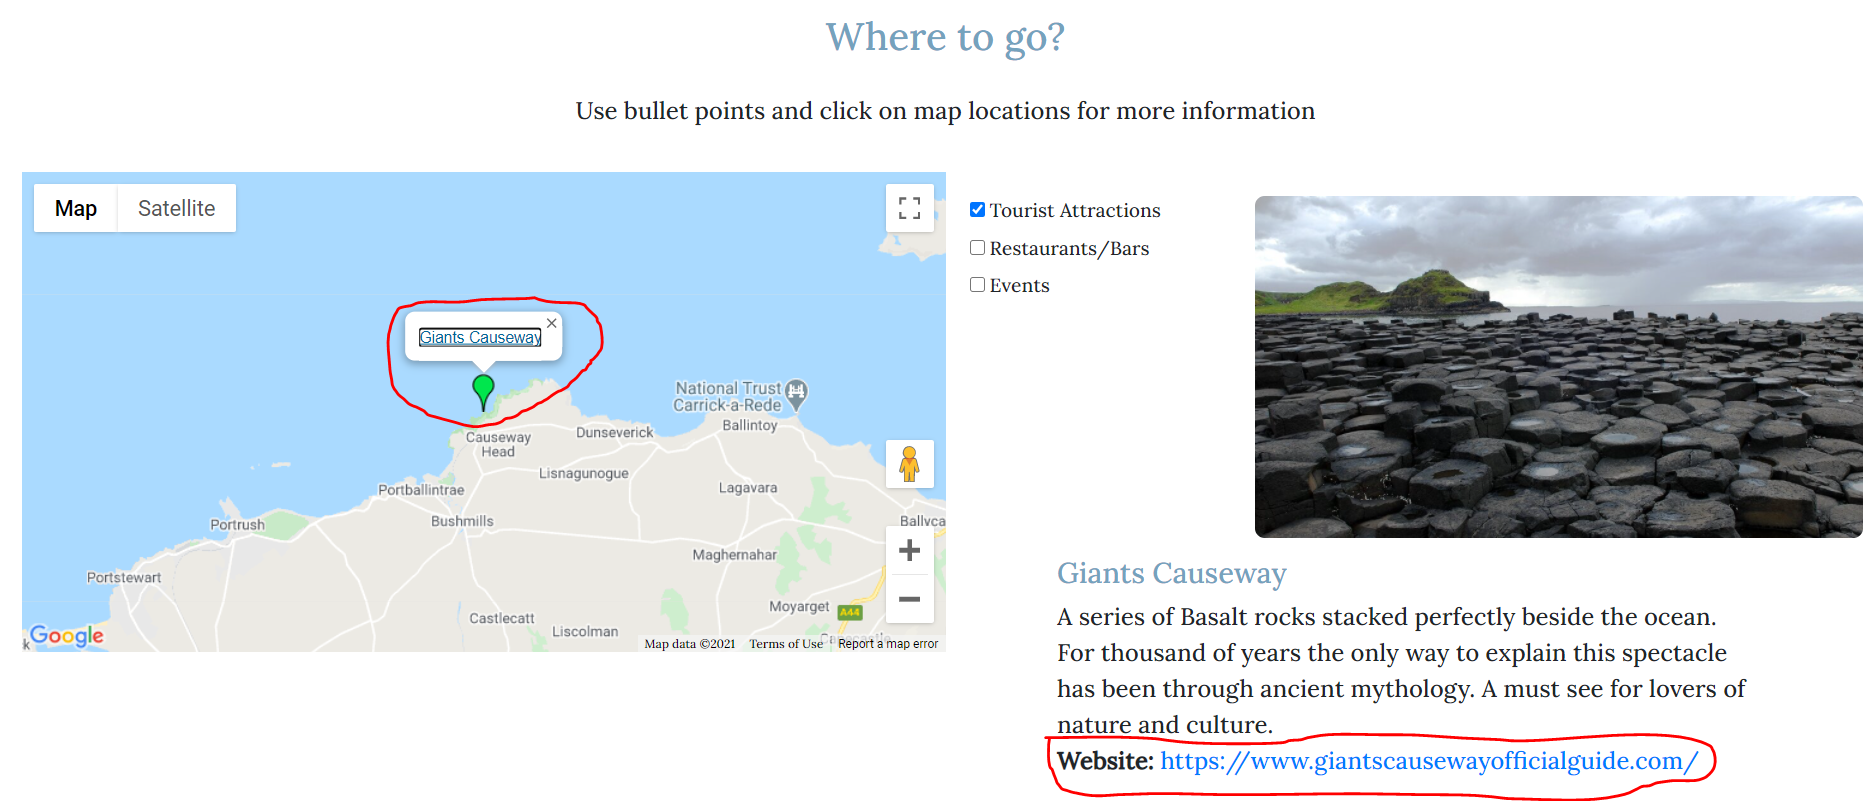 Where to go?
Use bullet points and click on map locations for more information
Map
Satellite
Giants Causeway
National Trust
Carrick-a-Rede
Ballintoy
Causeway
Head
Dunseverick
Lisnagunogue
Portballintrae
Lagavara
Portrush
Bushmills
Ballyca
Maghernahar
Portstewart
Moyarget
A44
Castlecatt
Liscolman
Google
Map data ©2021
Terms of Use
Report a map error
Tourist Attractions
Restaurants/Bars
Events
Giants Causeway
A series of Basalt rocks stacked perfectly beside the ocean.
For thousand of years the only way to explain this spectacle
has been through ancient mythology. A must see for lovers of
nature and culture.
Website: https://www.giantscausewayofficialguide.com/